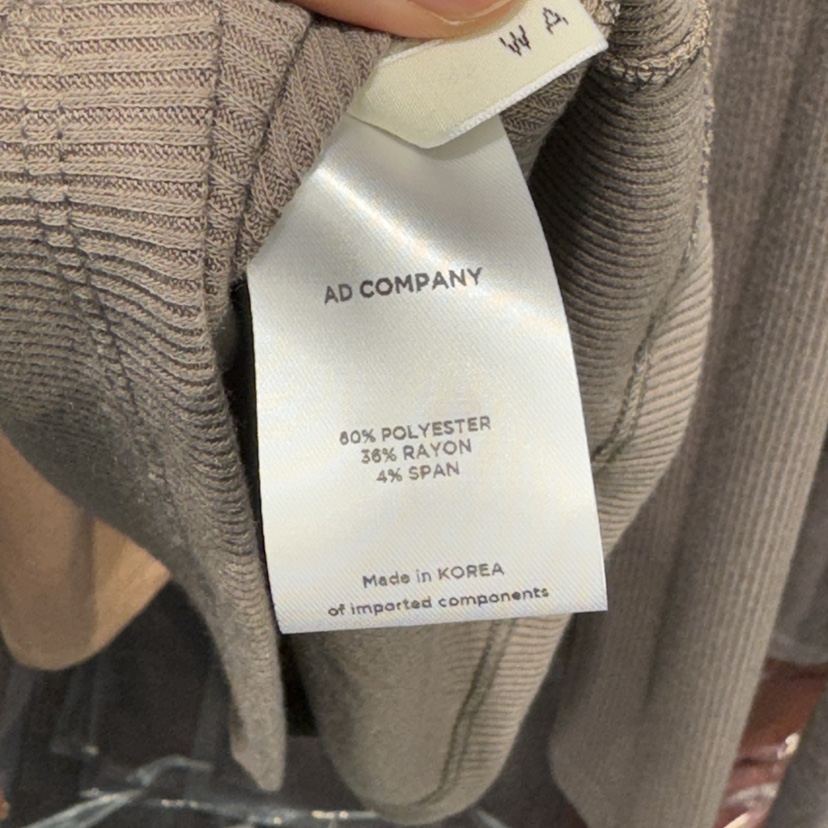 W A
AD COMPANY
60% POLYESTER
36% RAYON
4% SPAN
Made in KOREA
of imported components